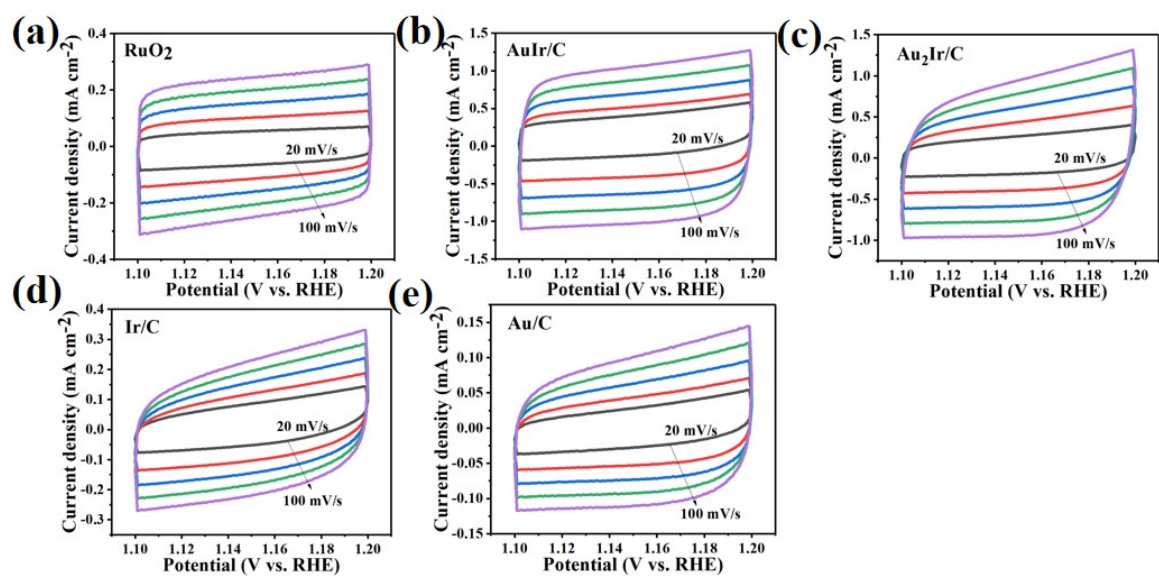 (a)
RuO2
Current density (mA cm-2)
0.4
0.2
0.0
-0.2
-0.4
20 mV/s
100 mV/s
1.10 1.12 1.14 1.16 1.18 1.20
Potential (V vs. RHE)
(b)
AuIr/C
Current density (mA cm-2)
1.5
1.0
0.5
0.0
-0.5
-1.0
-1.5
20 mV/s
100 mV/s
1.10 1.12 1.14 1.16 1.18 1.20
Potential (V vs. RHE)
(c)
Au2Ir/C
Current density (mA cm-2)
1.5
1.0
0.5
0.0
-0.5
-1.0
20 mV/s
100 mV/s
1.10 1.12 1.14 1.16 1.18 1.20
Potential (V vs. RHE)
(d)
Ir/C
Current density (mA cm-2)
0.4
0.3
0.2
0.1
0.0
-0.1
-0.2
-0.3
20 mV/s
100 mV/s
1.10 1.12 1.14 1.16 1.18 1.20
Potential (V vs. RHE)
(e)
Au/C
Current density (mA cm-2)
0.15
0.10
0.05
0.00
-0.05
-0.10
-0.15
20 mV/s
100 mV/s
1.10 1.12 1.14 1.16 1.18 1.20
Potential (V vs. RHE)